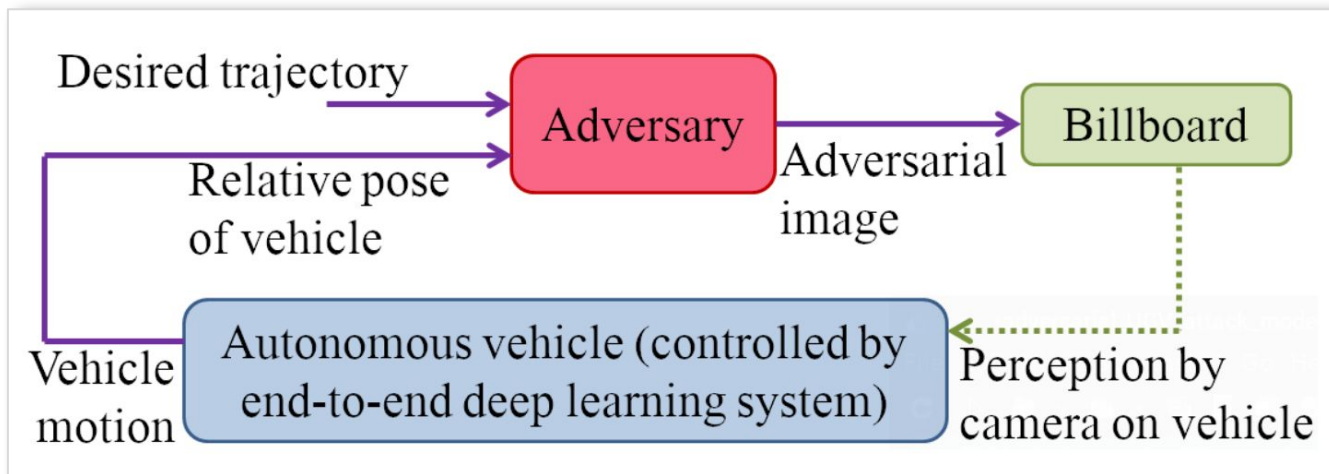 Desired trajectory
Adversary
Billboard
Relative pose
of vehicle
Adversarial
image
Autonomous vehicle (controlled by
end-to-end deep learning system)
Vehicle
motion
Perception by
camera on vehicle